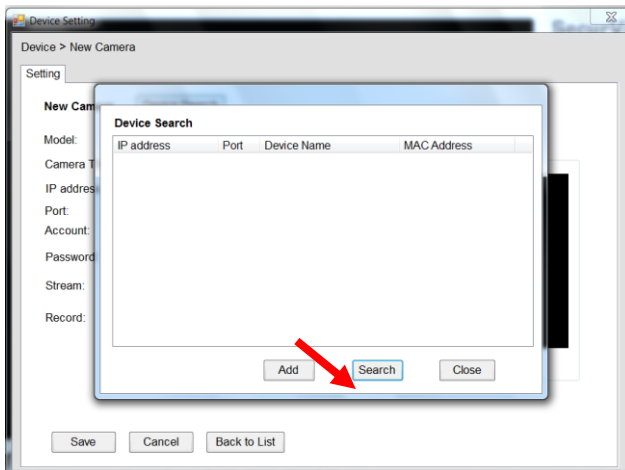 Device Setting
Device > New Camera
Setting
New Cam
Device Search
Model:
IP address Port Device Name MAC Address
Camera T
IP addres
Port:
Account:
Password
Stream:
Record:
Add Search Close
Save Cancel Back to List